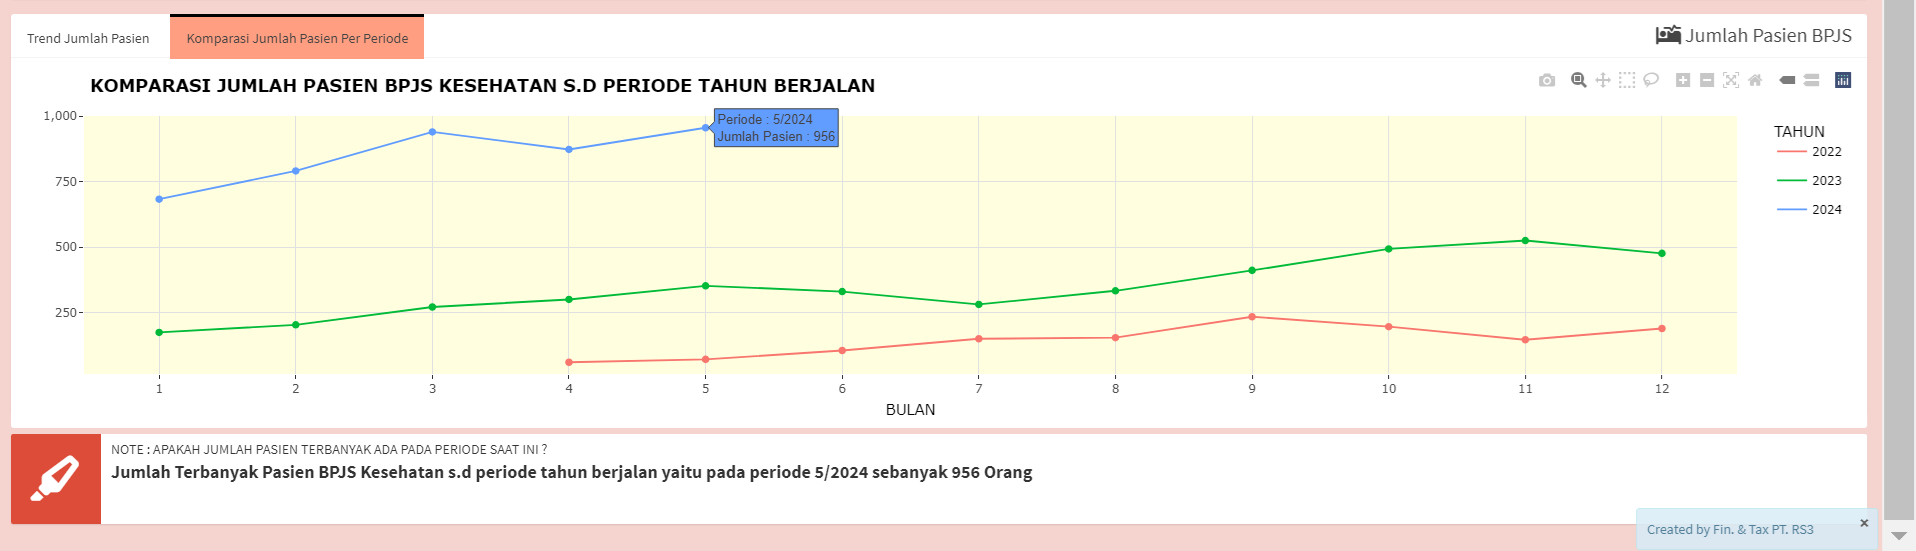 Trend Jumlah Pasien
Komparasi Jumlah Pasien Per Periode
Jumlah Pasien BPJS
KOMPARASI JUMLAH PASIEN BPJS KESEHATAN S.D PERIODE TAHUN BERJALAN
1,000
750
500
250
Periode : 5/2024
Jumlah Pasien : 956
TAHUN
2022
2023
2024
1 2 3 4 5 6 7 8 9 10 11 12
BULAN
NOTE : APAKAH JUMLAH PASIEN TERBANYAK ADA PADA PERIODE SAAT INI ?
Jumlah Terbanyak Pasien BPJS Kesehatan s.d periode tahun berjalan yaitu pada periode 5/2024 sebanyak 956 Orang
Created by Fin. & Tax PT. RS3
×